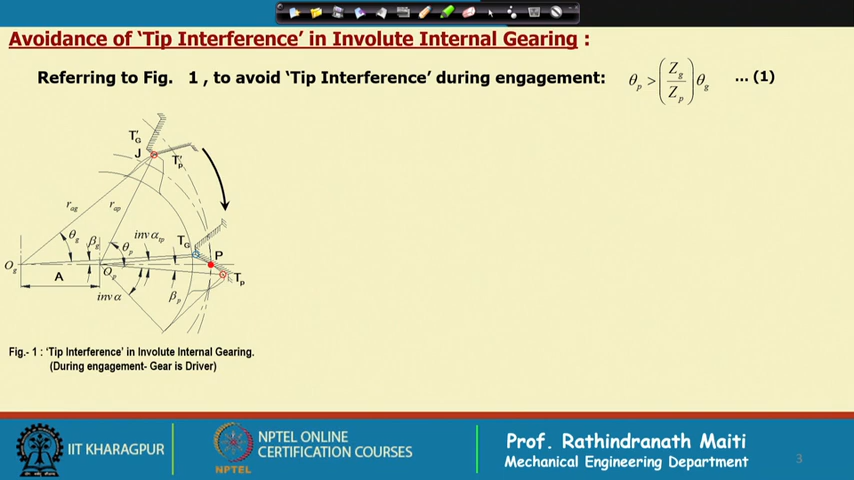 Avoidance of 'Tip Interference' in Involute Internal Gearing :
Referring to Fig. 1 , to avoid 'Tip Interference' during engagement: θp > (Zg/Zp) θg ... (1)
T'G
J
T'p
rag
rap
θg
βg
θp
inv αrp
TG
P
Og
Op
Tp
A
inv α
βp
Fig.- 1 : 'Tip Interference' in Involute Internal Gearing.
(During engagement- Gear is Driver)
IIT KHARAGPUR
NPTEL
NPTEL ONLINE
CERTIFICATION COURSES
Prof. Rathindranath Maiti
Mechanical Engineering Department
3